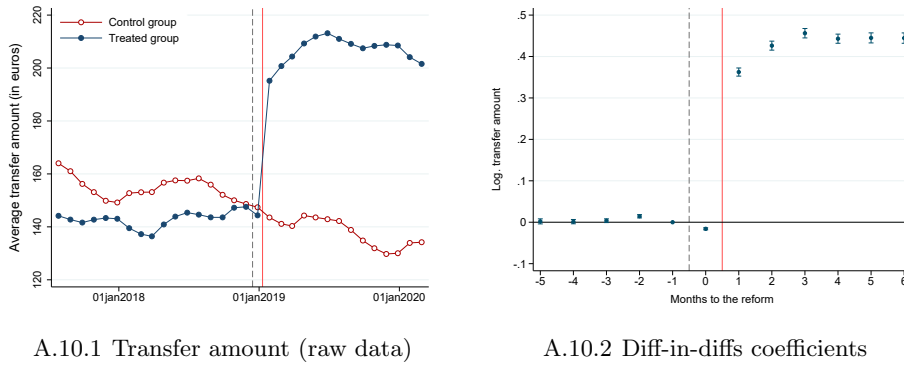 Control group
Treated group
Average transfer amount (in euros)
220
200
180
160
140
120
01jan2018
01jan2019
01jan2020
A.10.1 Transfer amount (raw data)
Log. transfer amount
.5
.4
.3
.2
.1
0
-.1
-5 -4 -3 -2 -1 0 1 2 3 4 5 6
Months to the reform
A.10.2 Diff-in-diffs coefficients